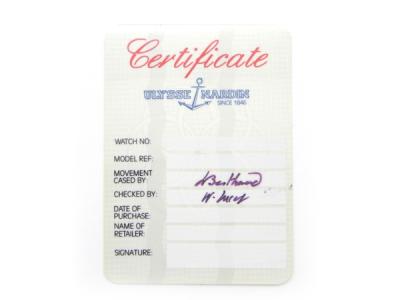 Certificate
ULYSSE NARDIN
SINCE 1846
WATCH NO:
MODEL REF:
MOVEMENT
CASED BY:
CHECKED BY:
DATE OF
PURCHASE:
NAME OF
RETAILER:
SIGNATURE: